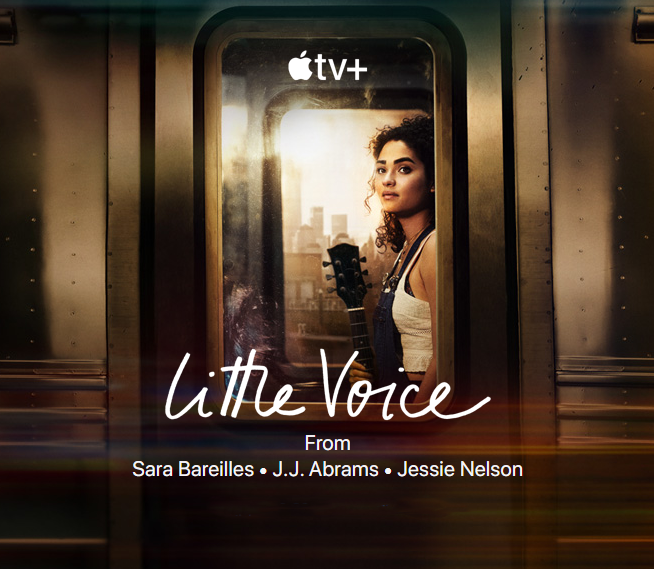 tv+
Little Voice
From
Sara Bareilles • J.J. Abrams • Jessie Nelson